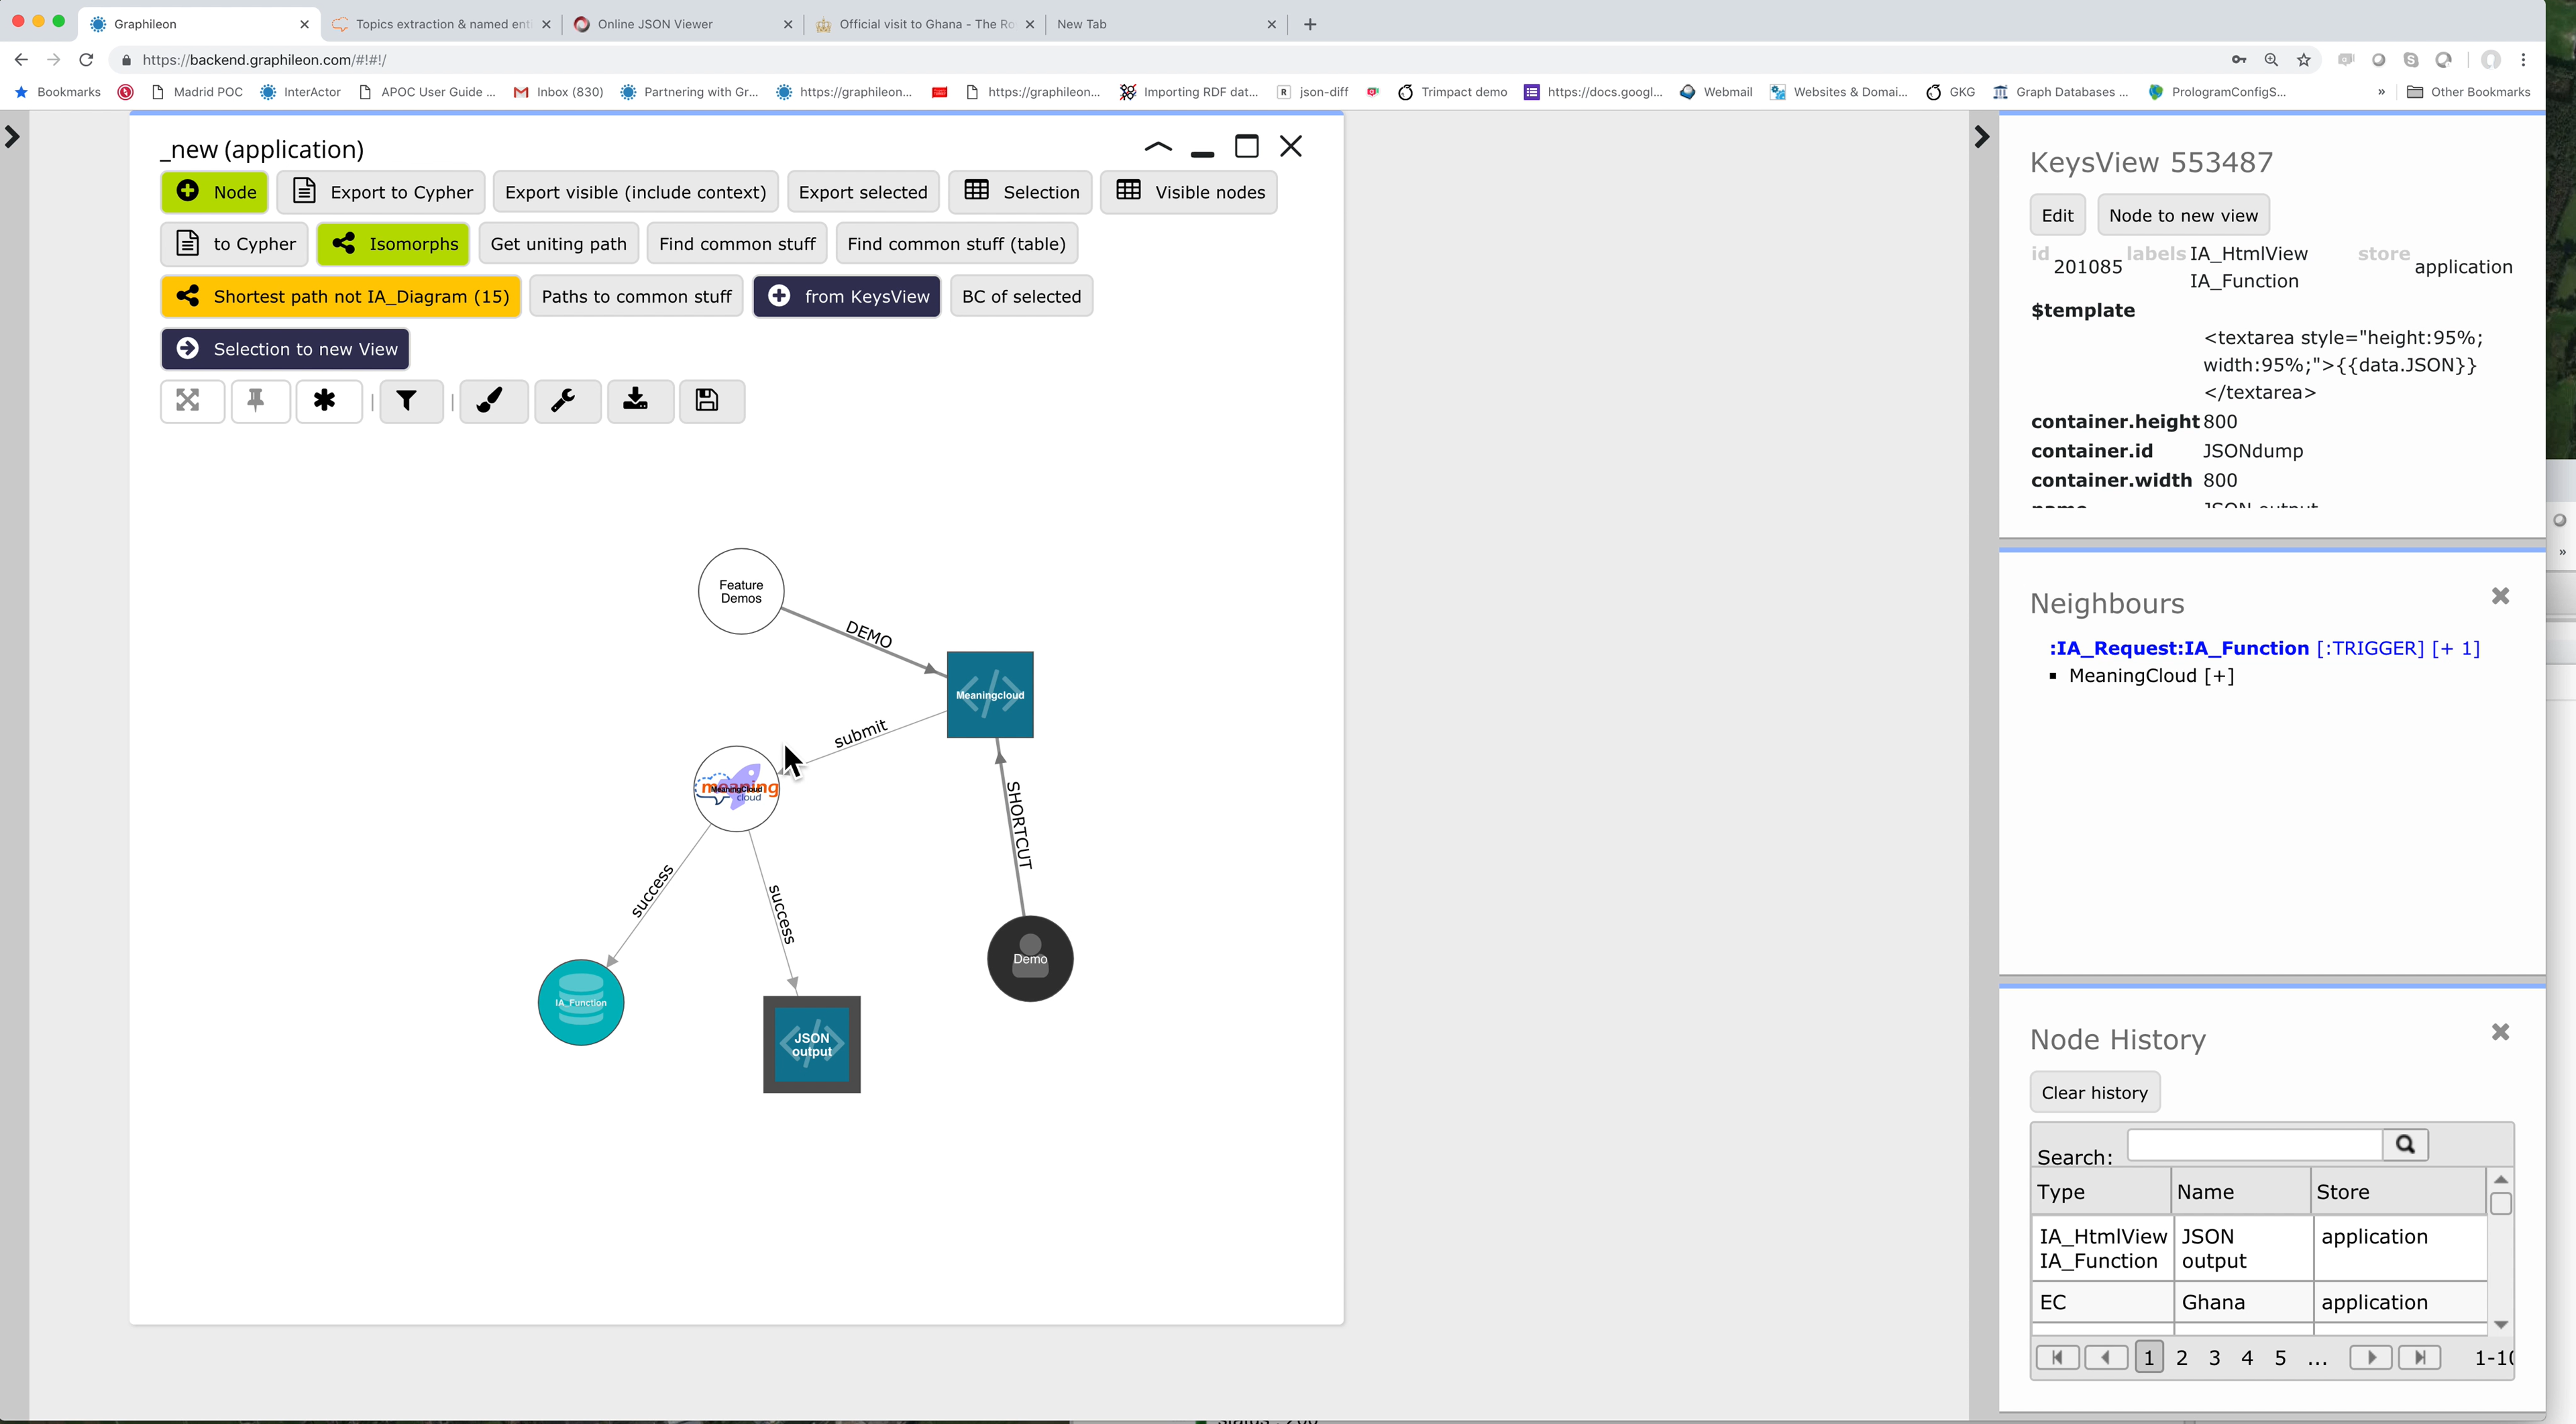 Graphileon
Topics extraction & named ent
Online JSON Viewer
Official visit to Ghana - The Ro
New Tab
https://backend.graphileon.com/#!#!/
Bookmarks
Madrid POC
InterActor
APOC User Guide ...
Inbox (830)
Partnering with Gr...
https://graphileon...
https://graphileon...
Importing RDF dat...
R
json-diff
Trimpact demo
https://docs.googl...
Webmail
Websites & Domai...
GKG
Graph Databases ...
PrologramConfigS...
»
Other Bookmarks
_new (application)
Node
Export to Cypher
Export visible (include context)
Export selected
Selection
Visible nodes
to Cypher
Isomorphs
Get uniting path
Find common stuff
Find common stuff (table)
Shortest path not IA_Diagram (15)
Paths to common stuff
from KeysView
BC of selected
Selection to new View
Feature
Demos
DEMO
Meaningcloud
submit
meaning
MeaningCloud
cloud
SHORTCUT
success
success
Demo
IA_Function
JSON
output
KeysView 553487
Edit
Node to new view
id 201085 labels IA_HtmlView store application
IA_Function
$template
<textarea style="height:95%;
width:95%;">{{data.JSON}}
</textarea>
container.height 800
container.id JSONdump
container.width 800
name JSON output
Neighbours
:IA_Request:IA_Function [:TRIGGER] [+ 1]
MeaningCloud [+]
Node History
Clear history
Search:
Type Name Store
IA_HtmlView JSON application
IA_Function output
EC Ghana application
1 2 3 4 5 ... 1-10